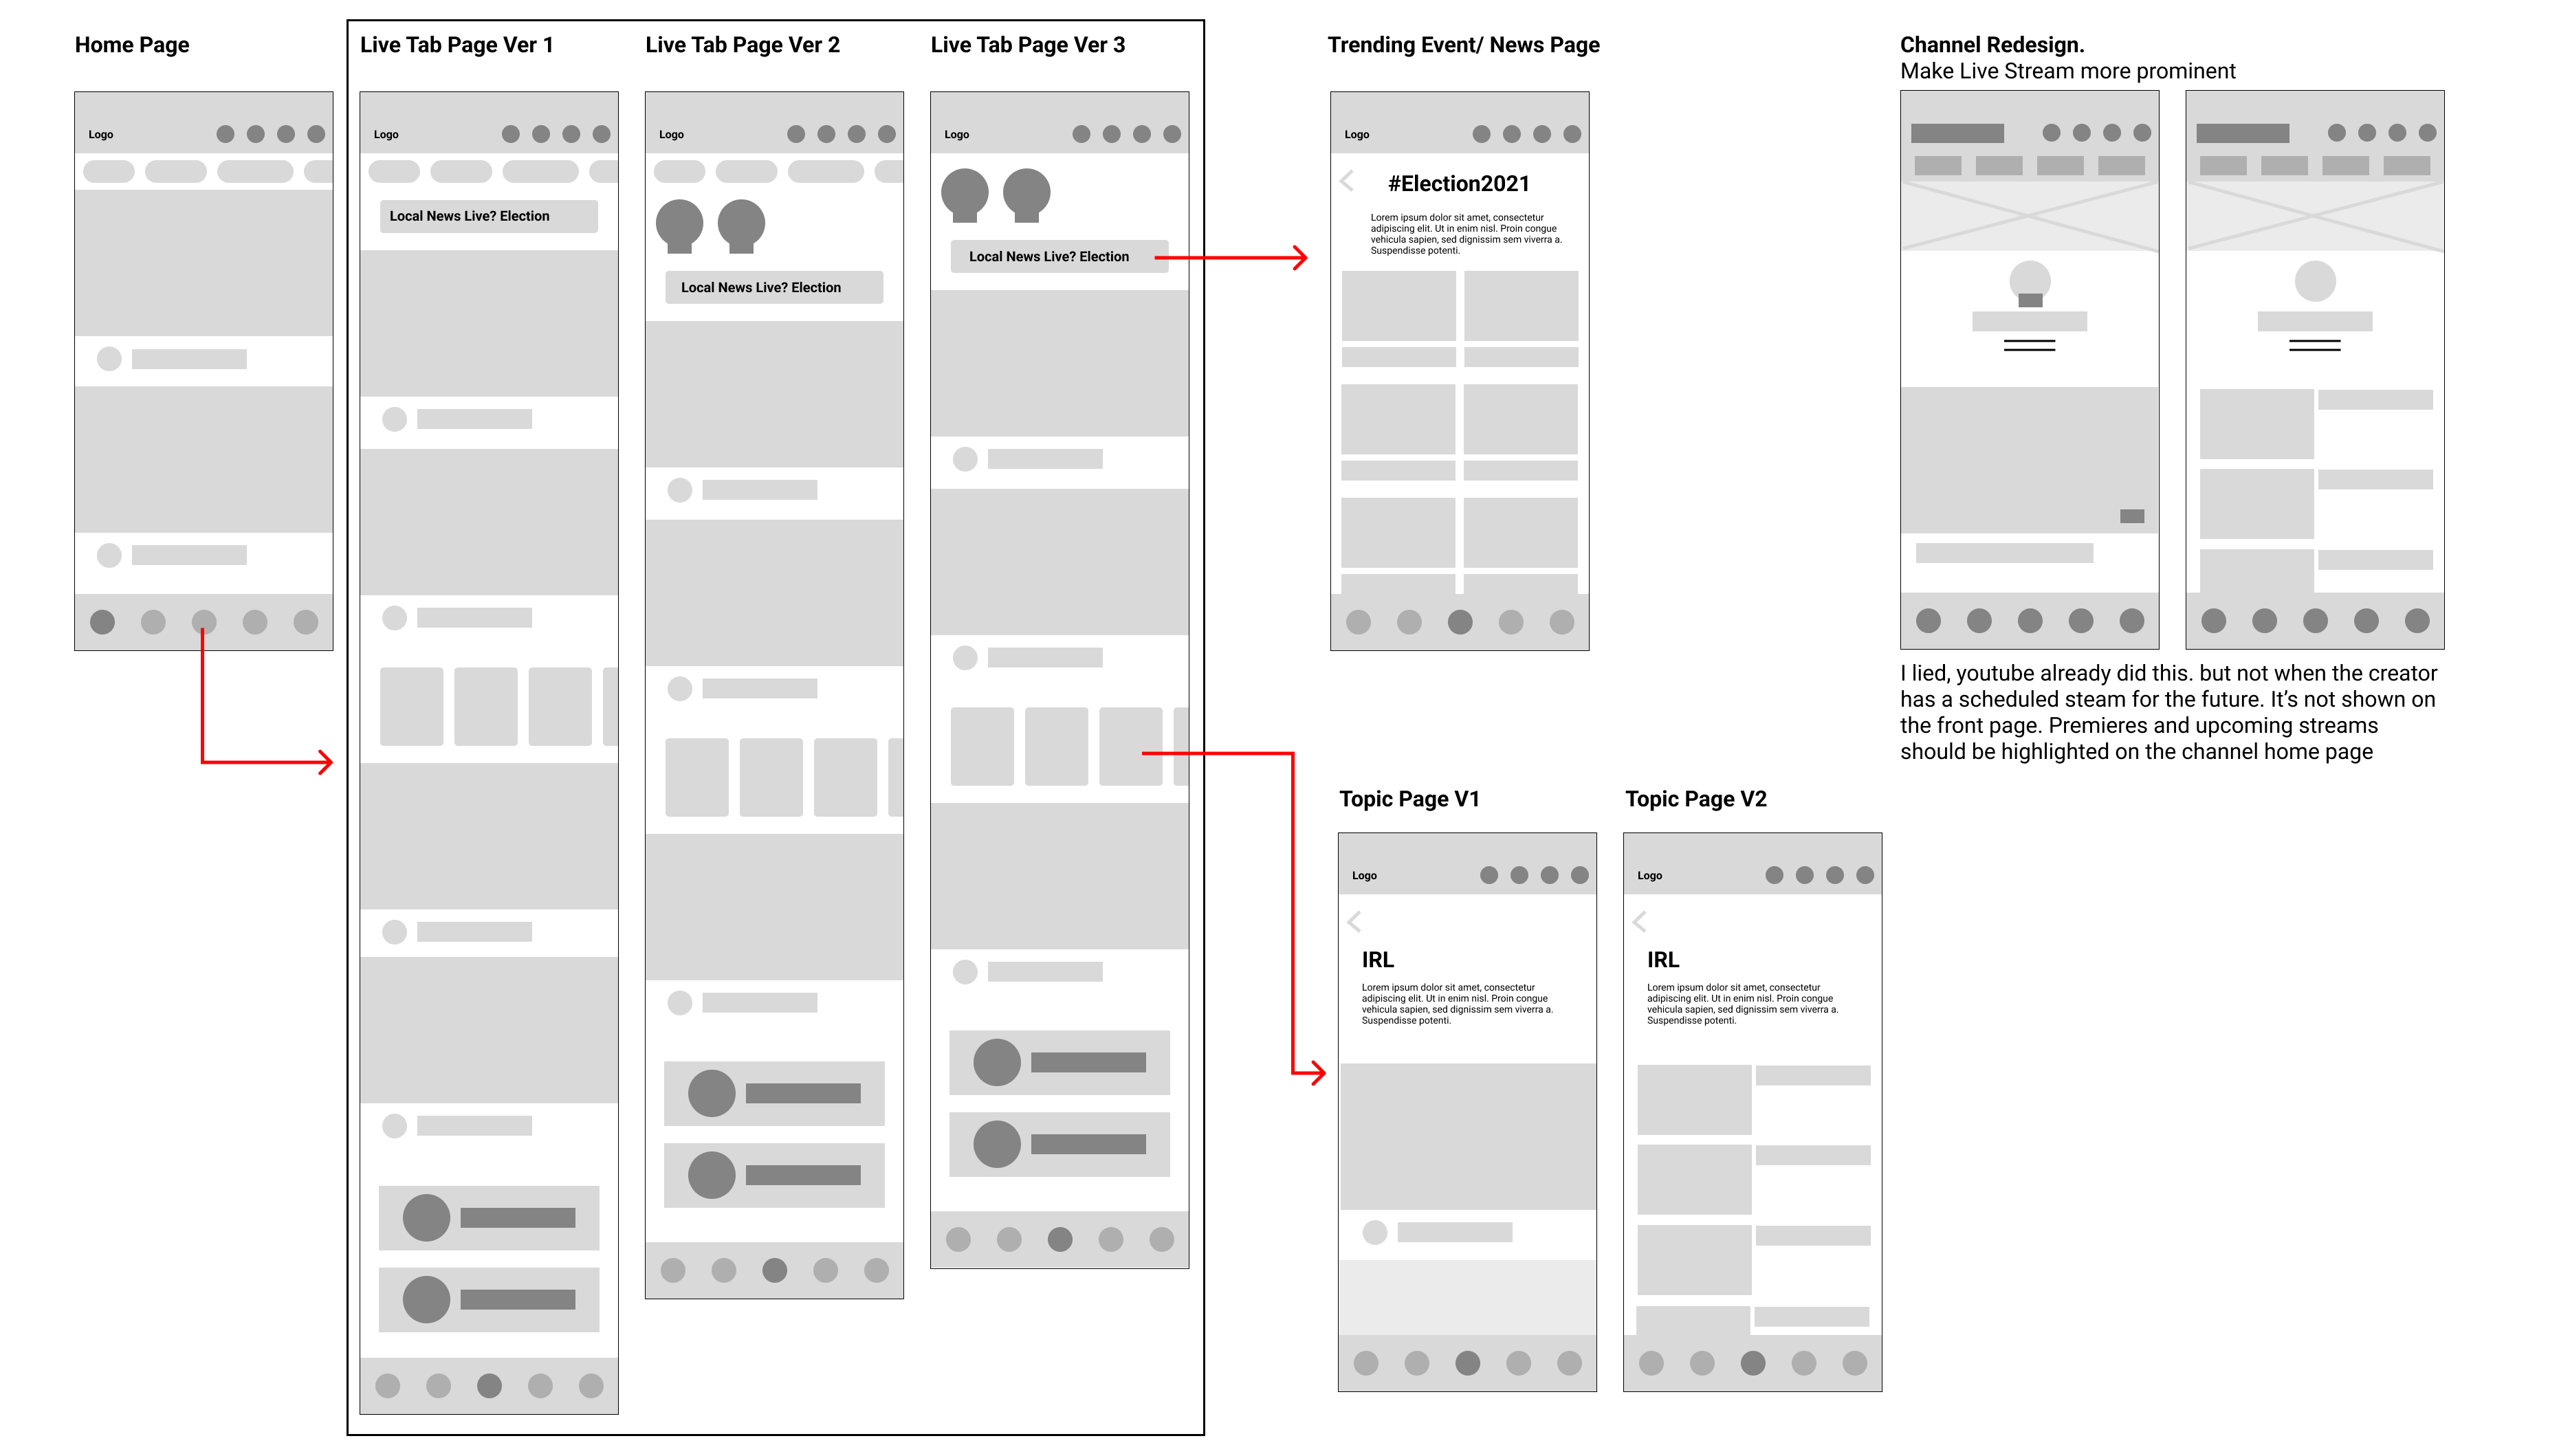 Home Page
Live Tab Page Ver 1
Live Tab Page Ver 2
Live Tab Page Ver 3
Trending Event/ News Page
Channel Redesign.
Make Live Stream more prominent
Logo
Logo
Local News Live? Election
Logo
Local News Live? Election
Logo
Local News Live? Election
Logo
#Election2021
Lorem ipsum dolor sit amet, consectetur
adipiscing elit. Ut in enim nisl. Proin congue
vehicula sapien, sed dignissim sem viverra a.
Suspendisse potenti.
I lied, youtube already did this. but not when the creator
has a scheduled steam for the future. It’s not shown on
the front page. Premieres and upcoming streams
should be highlighted on the channel home page
Topic Page V1
Logo
IRL
Lorem ipsum dolor sit amet, consectetur
adipiscing elit. Ut in enim nisl. Proin congue
vehicula sapien, sed dignissim sem viverra a.
Suspendisse potenti.
Topic Page V2
Logo
IRL
Lorem ipsum dolor sit amet, consectetur
adipiscing elit. Ut in enim nisl. Proin congue
vehicula sapien, sed dignissim sem viverra a.
Suspendisse potenti.